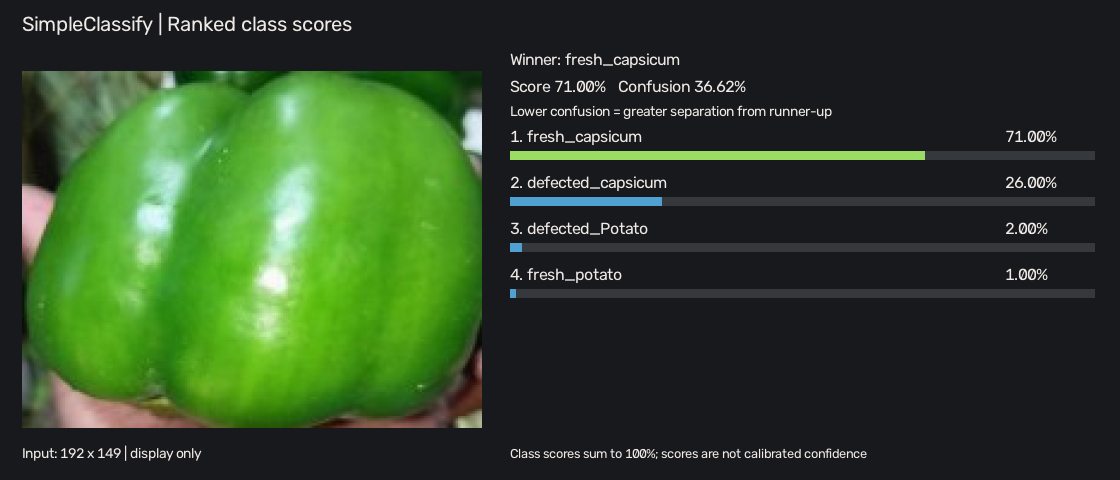 SimpleClassify | Ranked class scores
Winner: fresh_capsicum
Score 71.00% Confusion 36.62%
Lower confusion = greater separation from runner-up
1. fresh_capsicum 71.00%
2. defected_capsicum 26.00%
3. defected_Potato 2.00%
4. fresh_potato 1.00%
Input: 192 x 149 | display only
Class scores sum to 100%; scores are not calibrated confidence